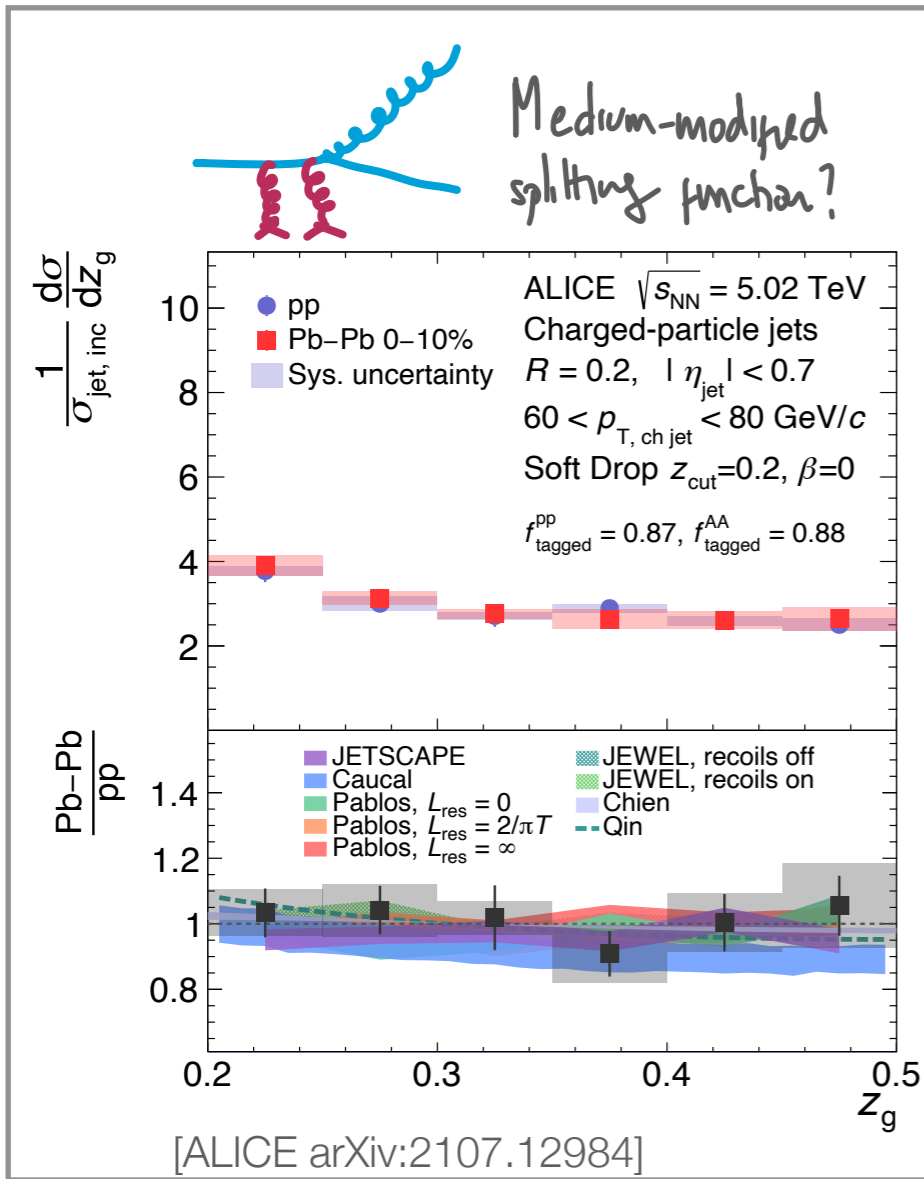 Medium-modified
splitting function?
1/σ_jet, inc dσ/dz_g
10
8
6
4
2
pp
Pb–Pb 0–10%
Sys. uncertainty
ALICE √s_NN = 5.02 TeV
Charged-particle jets
R = 0.2, | η_jet| < 0.7
60 < p_T, ch jet < 80 GeV/c
Soft Drop z_cut=0.2, β=0
f^pp_tagged = 0.87, f^AA_tagged = 0.88
Pb–Pb/pp
1.4
1.2
1
0.8
JETSCAPE
Caucal
Pablos, L_res = 0
Pablos, L_res = 2/πT
Pablos, L_res = ∞
JEWEL, recoils off
JEWEL, recoils on
Chien
Qin
0.2 0.3 0.4 0.5
z_g
[ALICE arXiv:2107.12984]